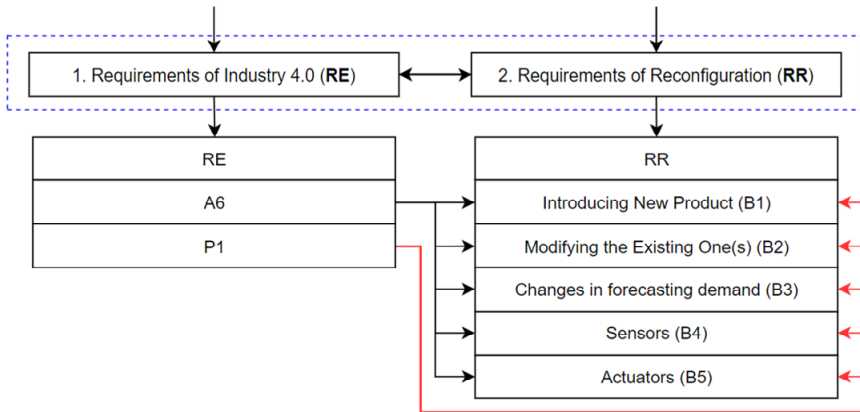 1. Requirements of Industry 4.0 (RE)
2. Requirements of Reconfiguration (RR)
RE
A6
P1
RR
Introducing New Product (B1)
Modifying the Existing One(s) (B2)
Changes in forecasting demand (B3)
Sensors (B4)
Actuators (B5)